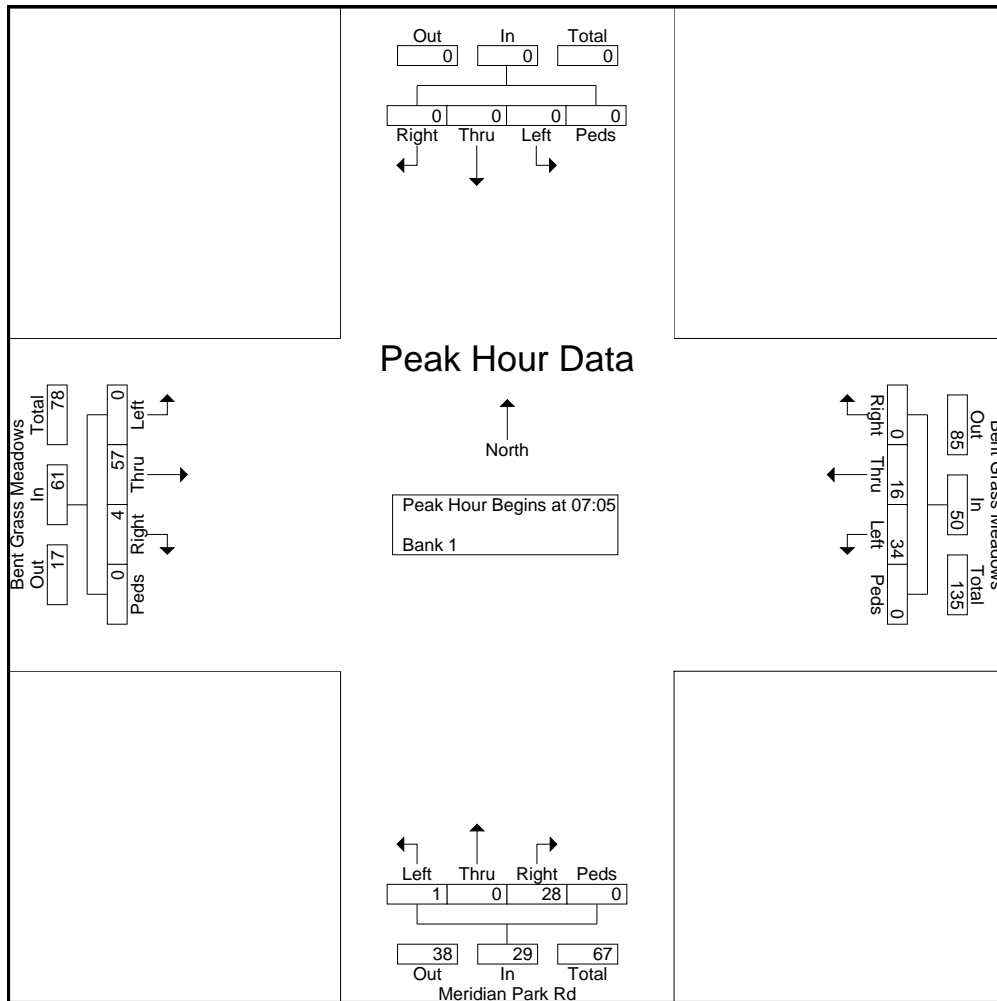 Out In Total
0 0 0
0 0 0 0
Right Thru Left Peds
Peak Hour Data
North
Peak Hour Begins at 07:05
Bank 1
Bent Grass Meadows
Total In Out
78 61 17
0 57 4 0
Left Thru Right Peds
Bent Grass Meadows
Out In Total
85 50 135
0 16 34 0
Right Thru Left Peds
Left Thru Right Peds
1 0 28 0
38 29 67
Out In Total
Meridian Park Rd